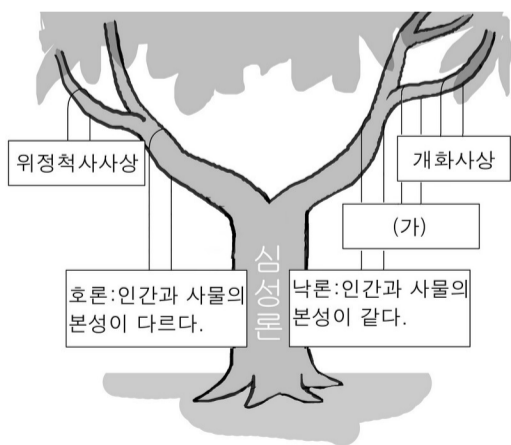 위정척사사상
개화사상
(가)
심성론
호론:인간과 사물의
본성이 다르다.
낙론:인간과 사물의
본성이 같다.